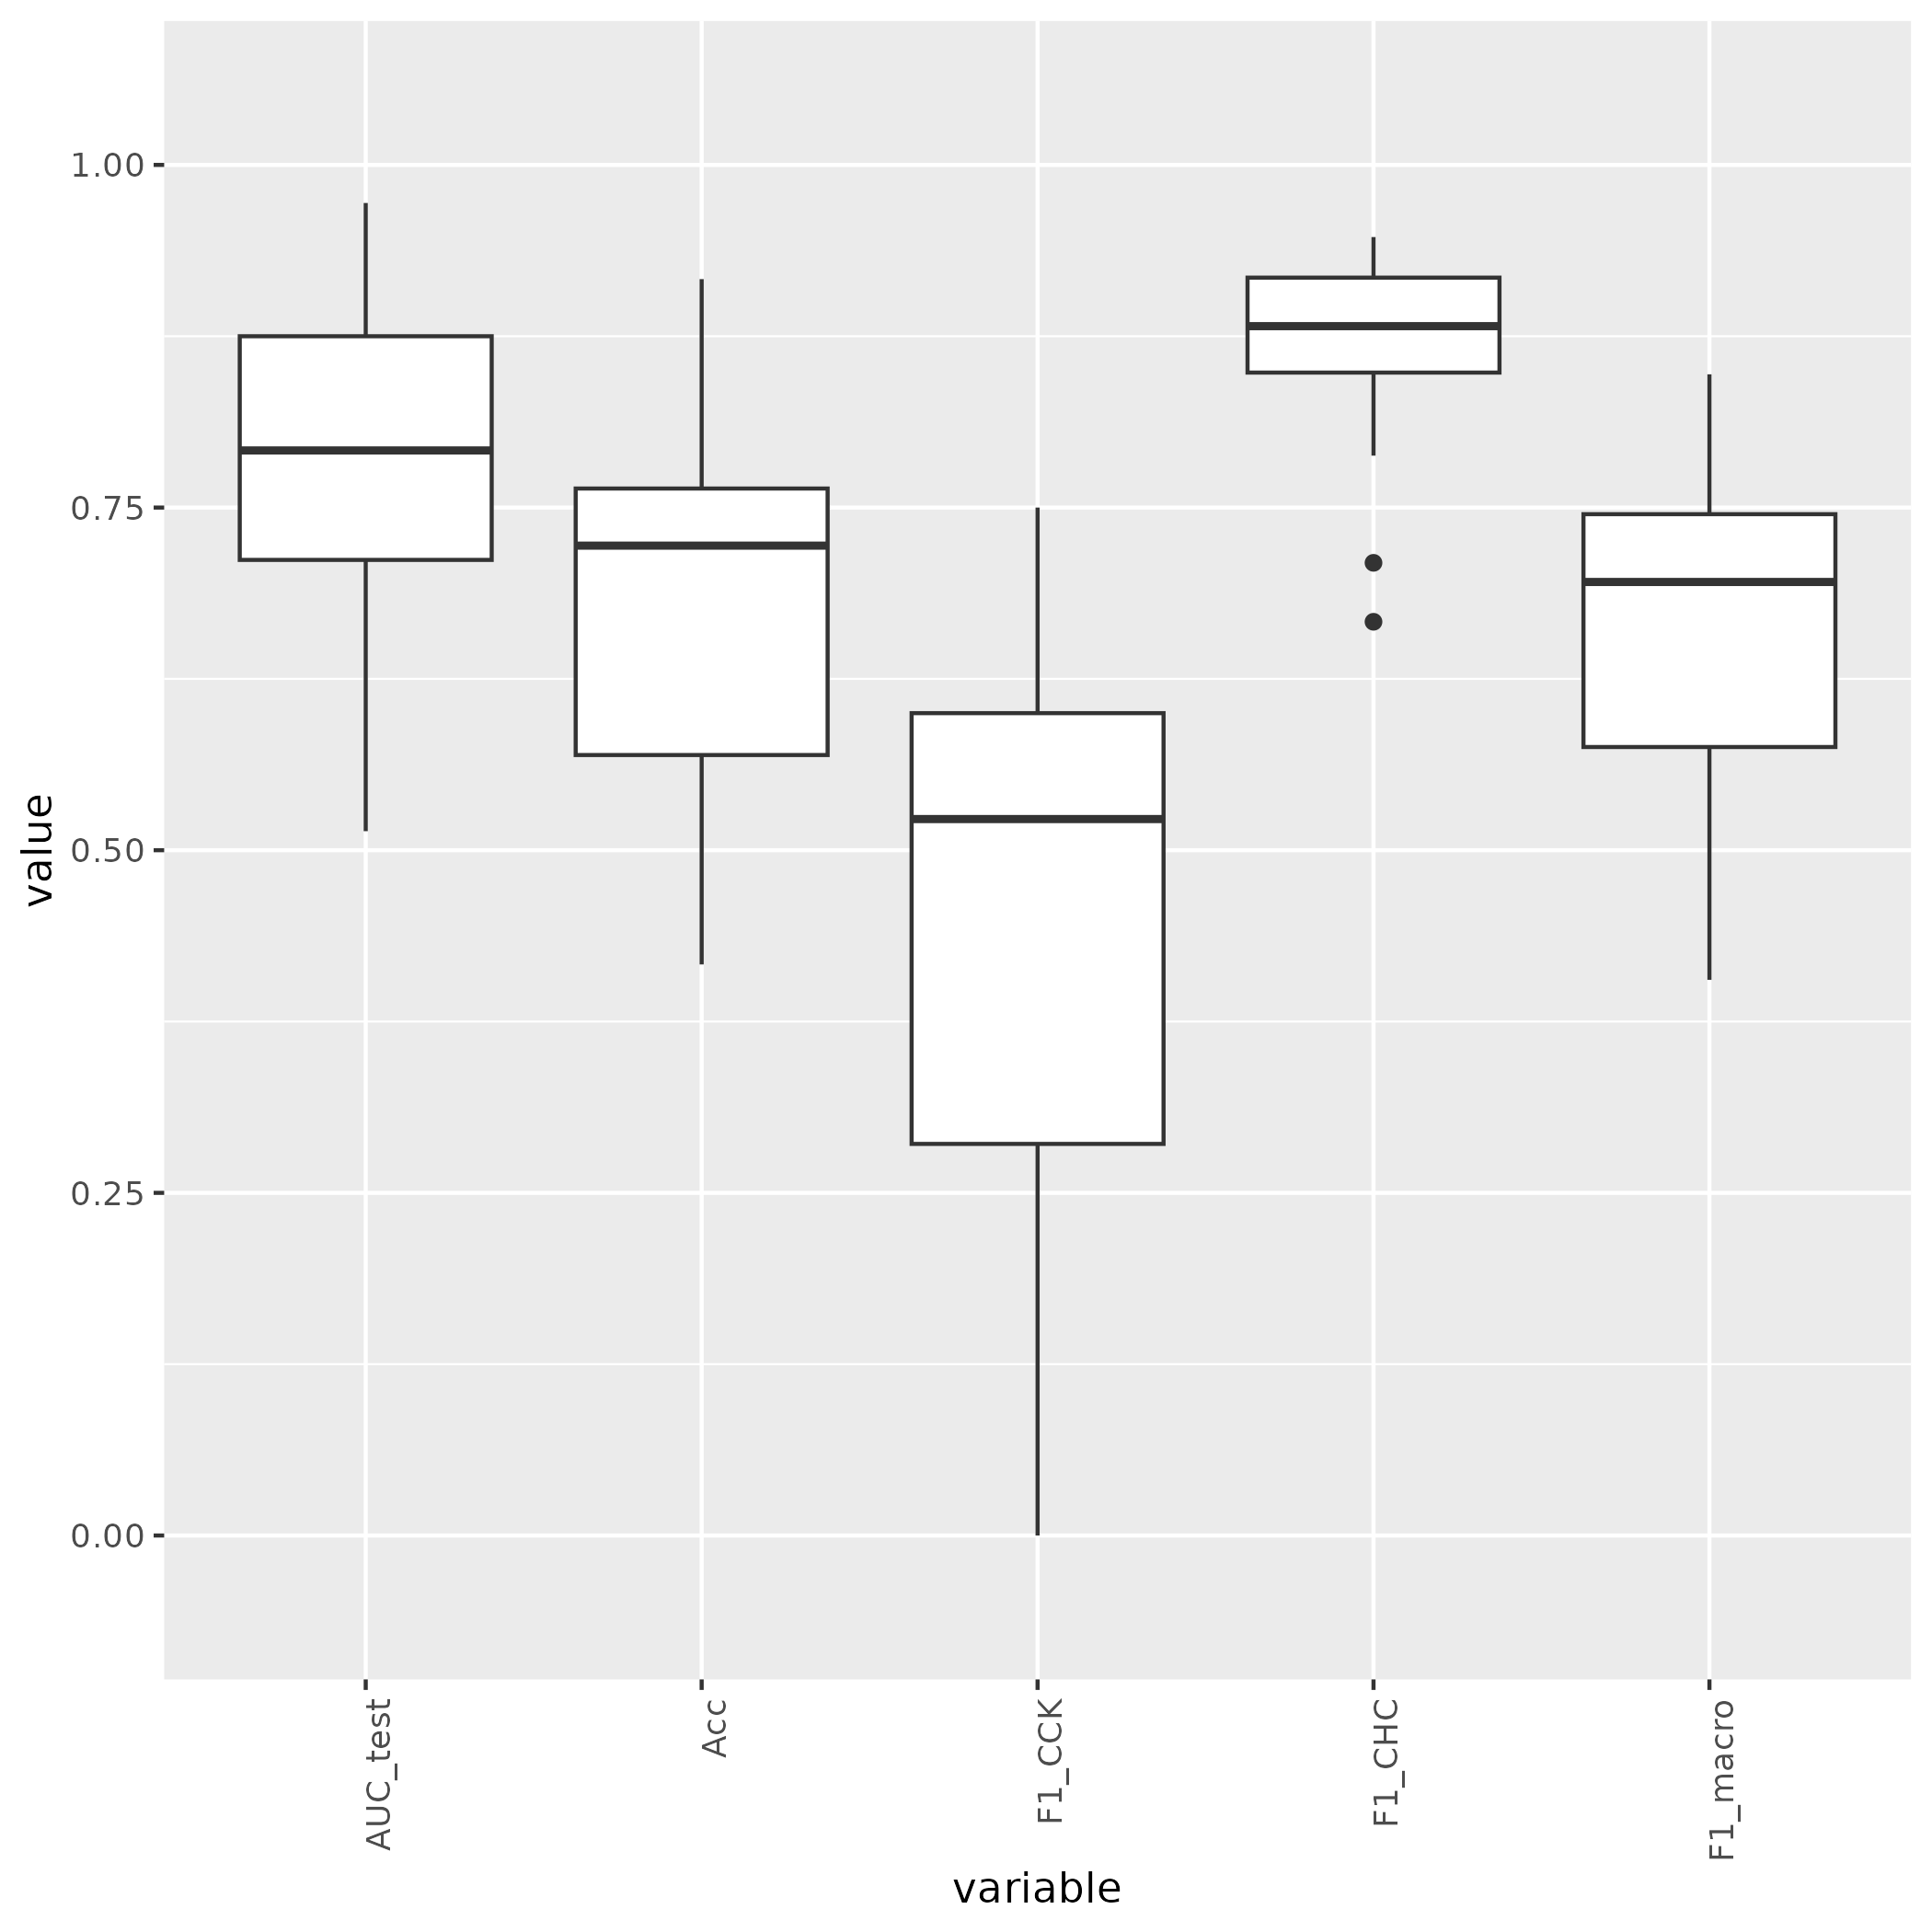 value
1.00
0.75
0.50
0.25
0.00
AUC_test
Acc
F1_CCK
F1_CHC
F1_macro
variable